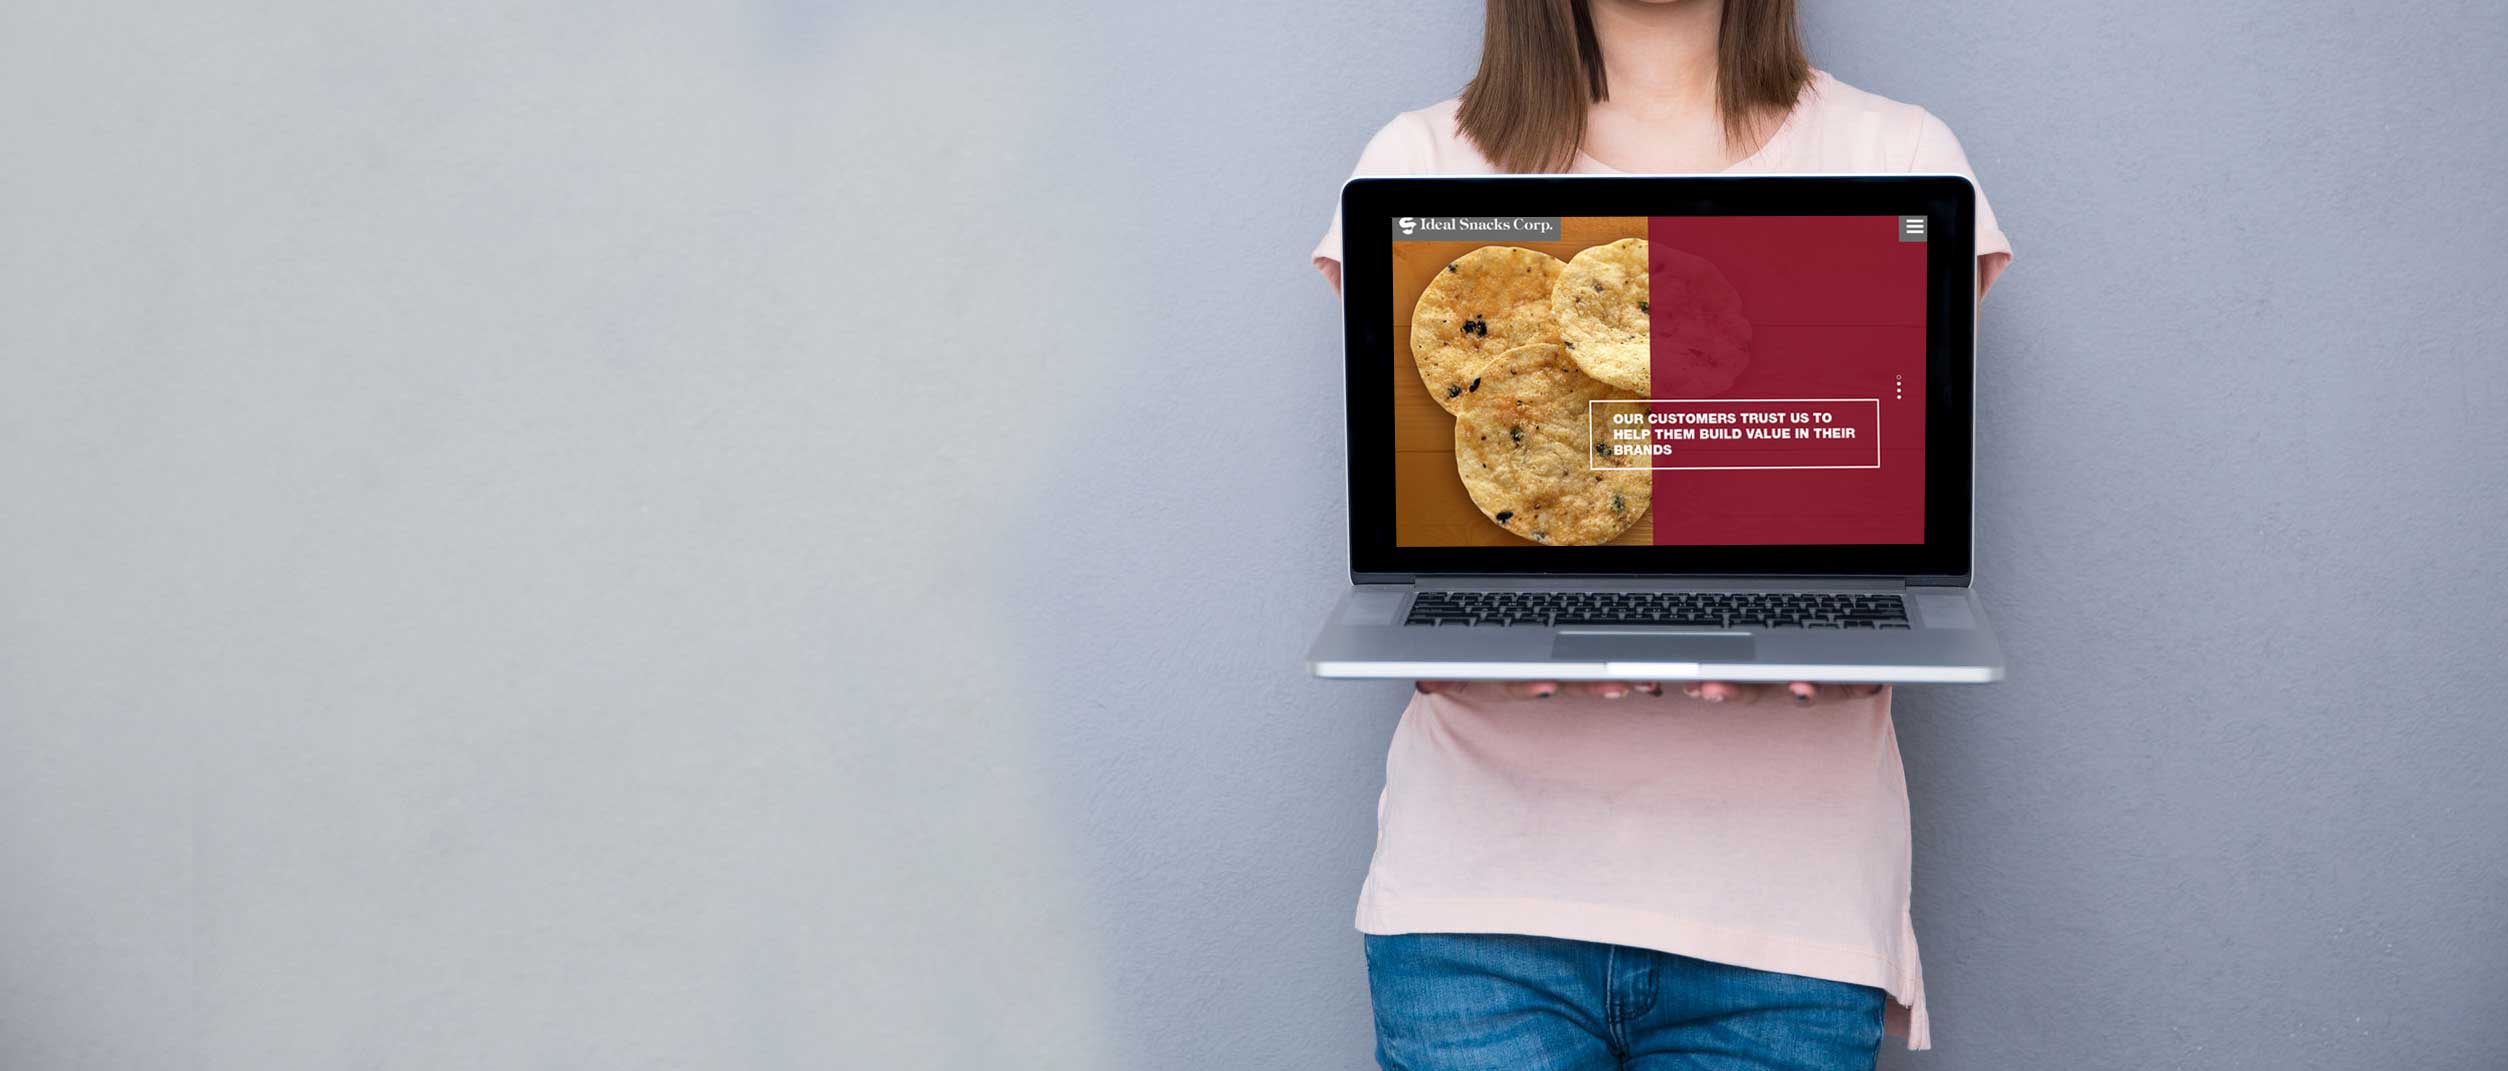 Ideal Snacks Corp.
OUR CUSTOMERS TRUST US TO
HELP THEM BUILD VALUE IN THEIR
BRANDS